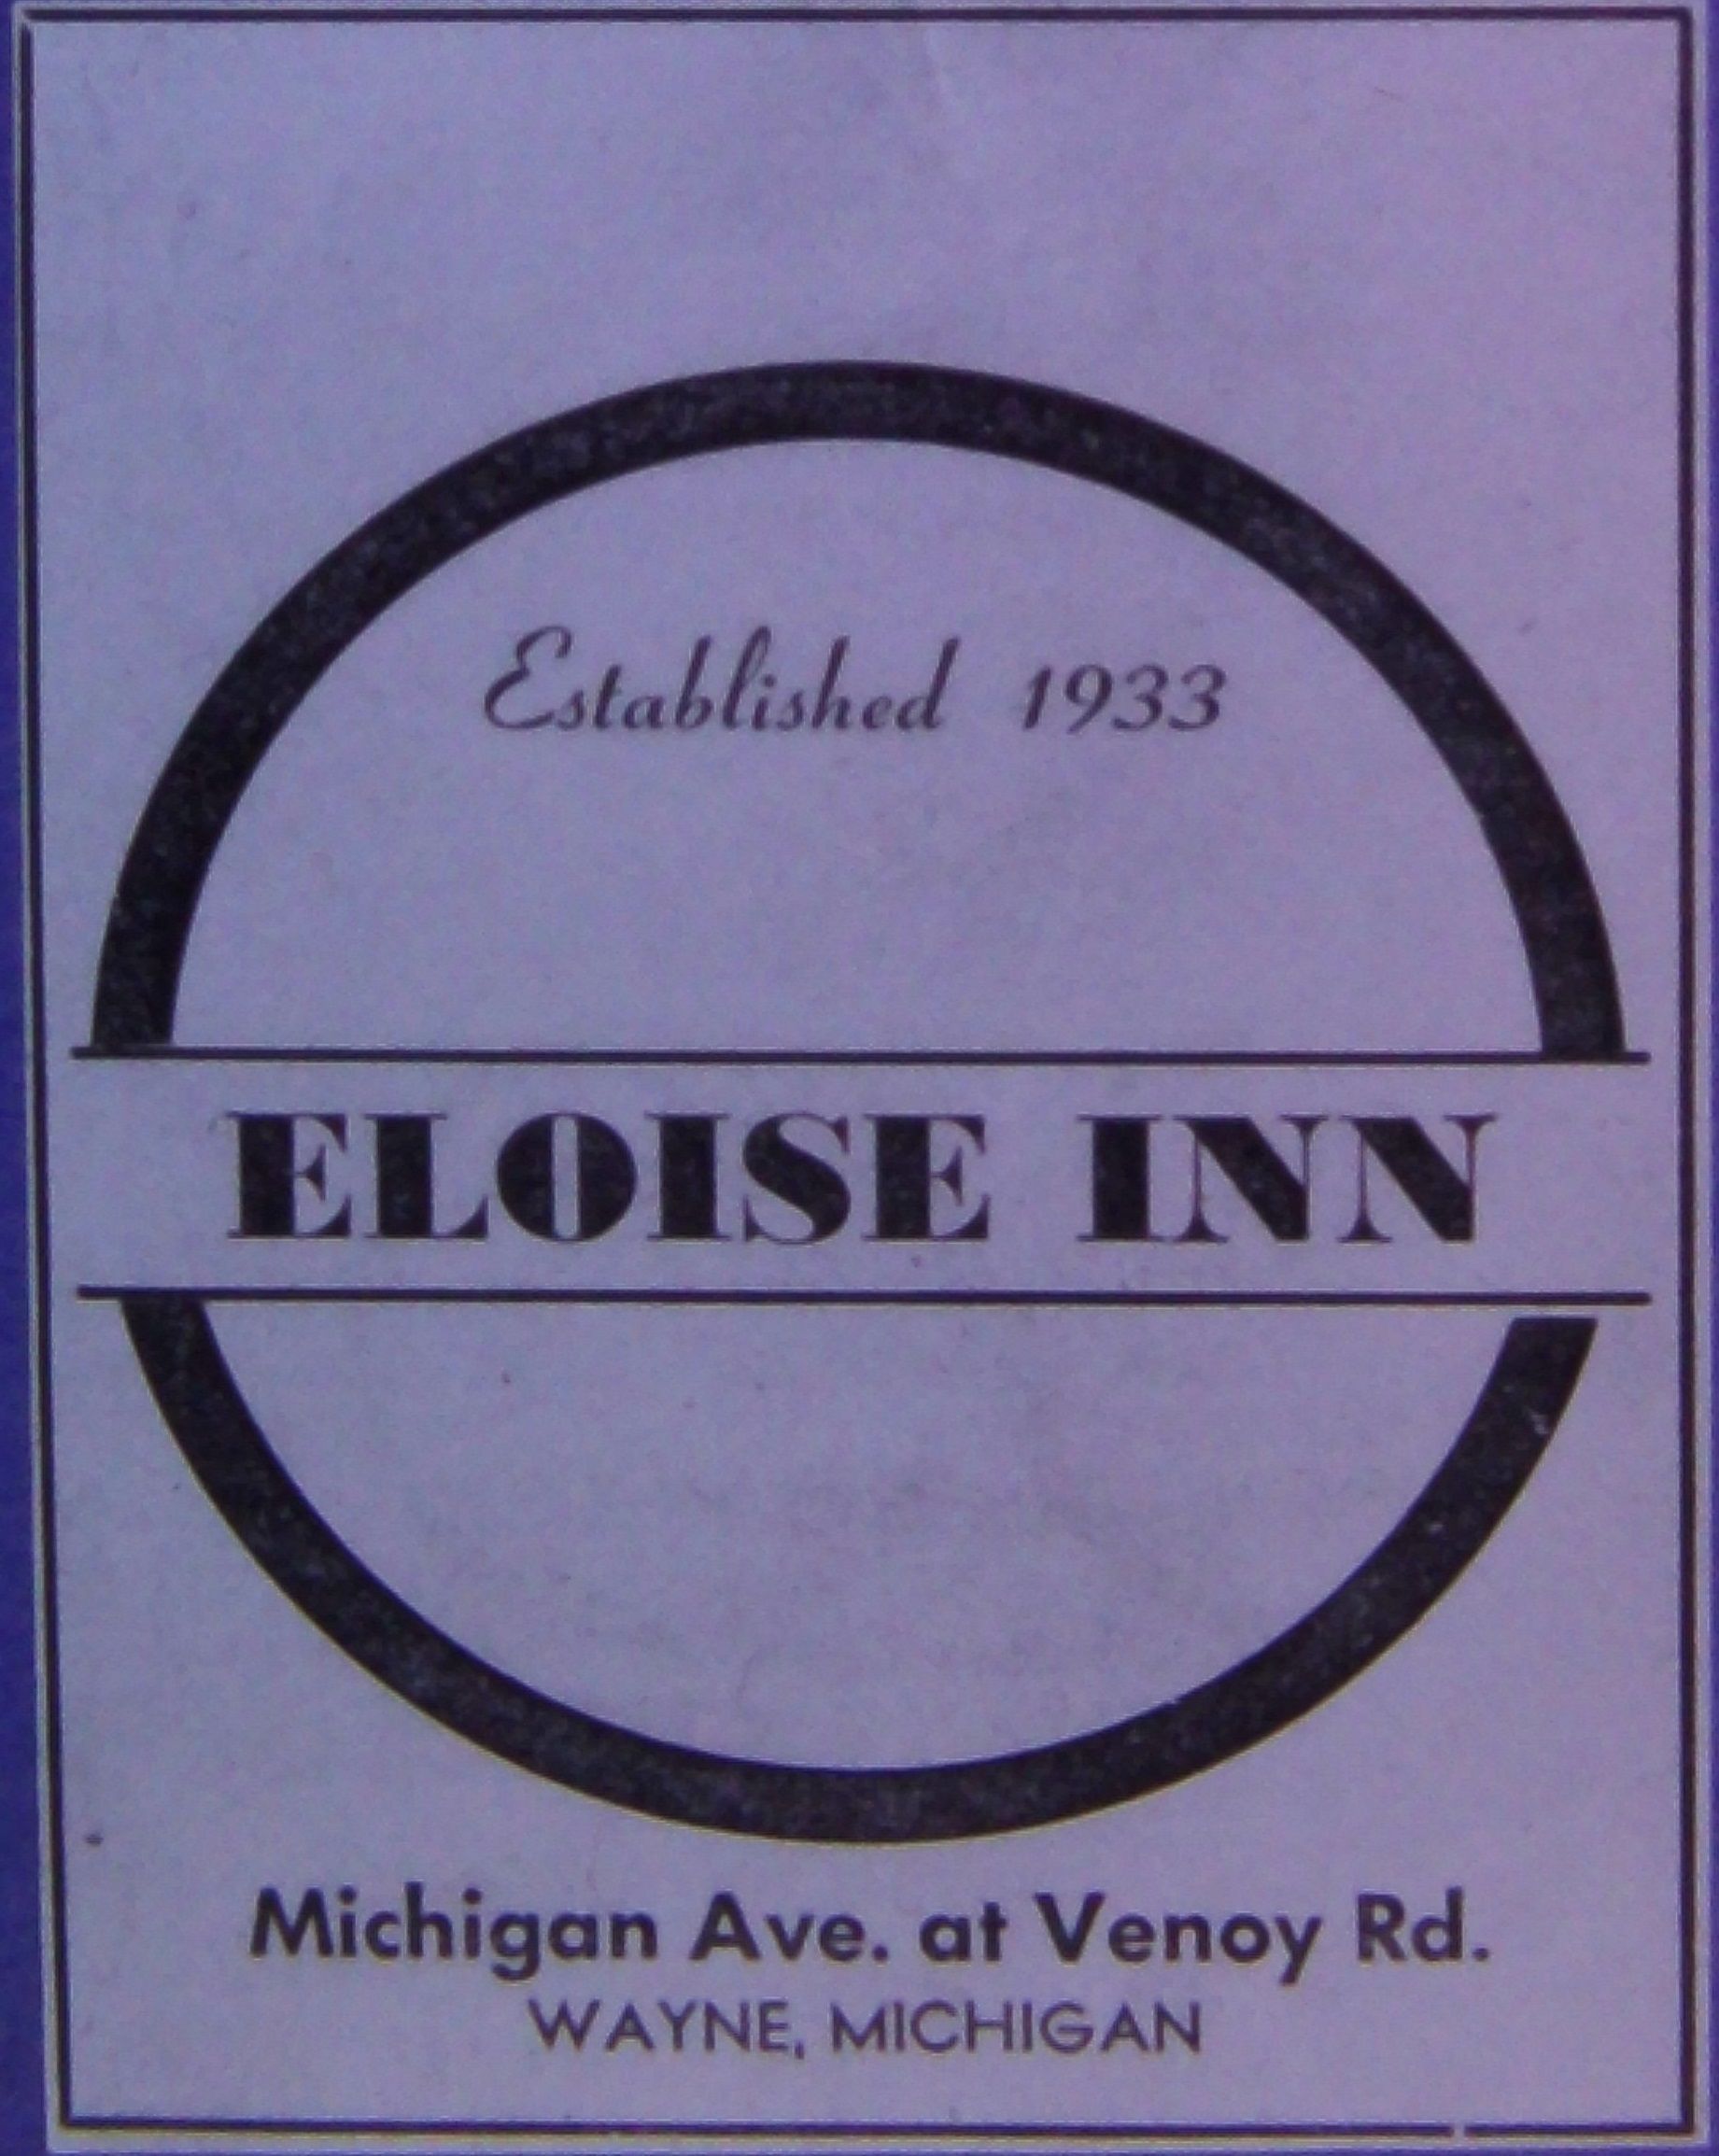 Established 1933
ELOISE INN
Michigan Ave. at Venoy Rd.
WAYNE, MICHIGAN